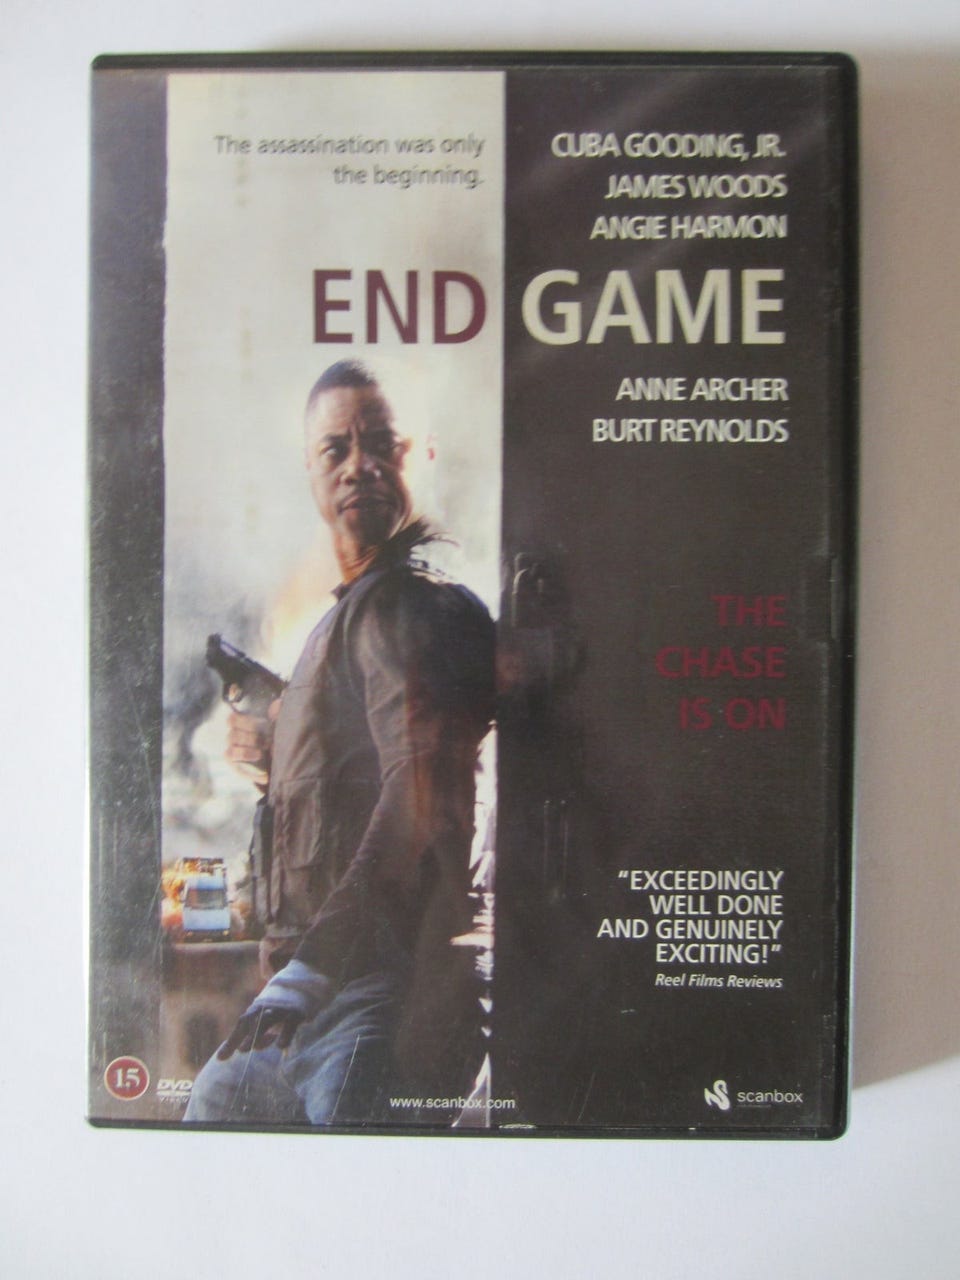 The assassination was only
the beginning.
CUBA GOODING, JR.
JAMES WOODS
ANGIE HARMON
END GAME
ANNE ARCHER
BURT REYNOLDS
THE
CHASE
IS ON
"EXCEEDINGLY
WELL DONE
AND GENUINELY
EXCITING!"
Reel Films Reviews
15
DVD
VIDEO
www.scanbox.com
scanbox